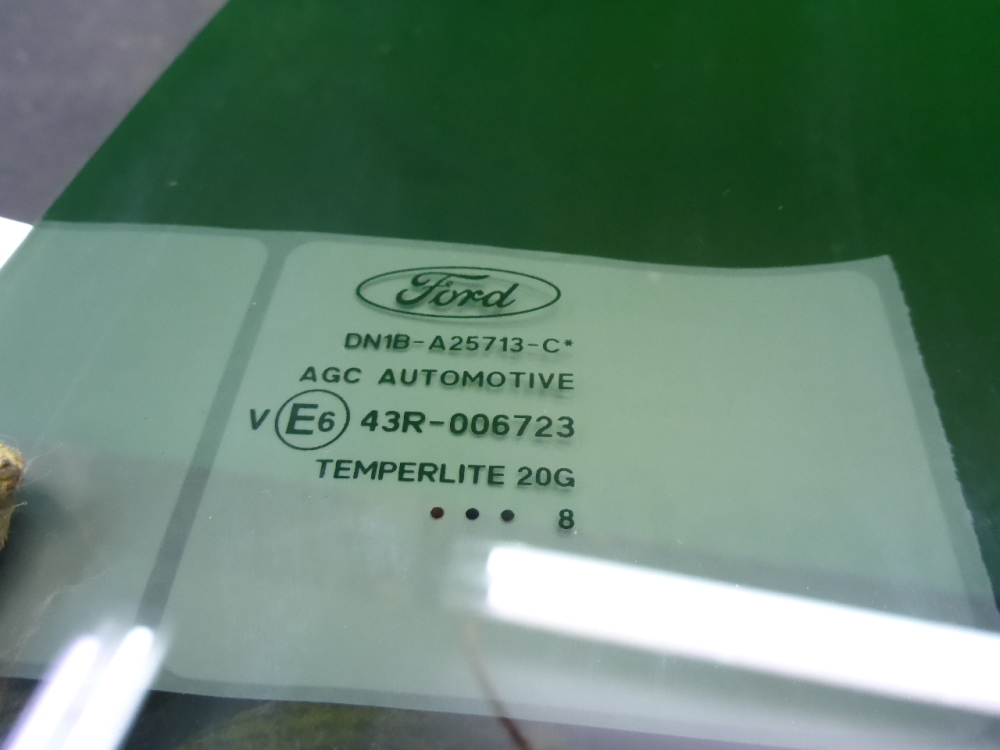 Ford
DN1B-A25713-C*
AGC AUTOMOTIVE
V E6 43R-006723
TEMPERLITE 20G
• • • 8